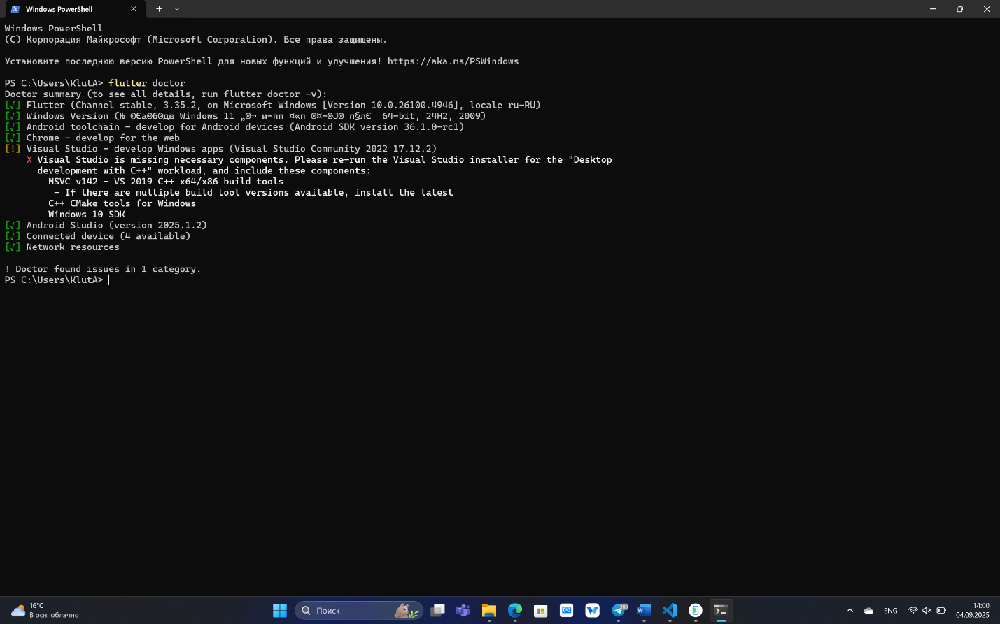 Windows PowerShell
Windows PowerShell
(C) Корпорация Майкрософт (Microsoft Corporation). Все права защищены.
Установите последнюю версию PowerShell для новых функций и улучшения! https://aka.ms/PSWindows
PS C:\Users\KlutA> flutter doctor
Doctor summary (to see all details, run flutter doctor -v):
[√] Flutter (Channel stable, 3.35.2, on Microsoft Windows [Version 10.0.26100.4946], locale ru-RU)
[√] Windows Version (Windows 11 64-bit, 24H2, 2009)
[√] Android toolchain - develop for Android devices (Android SDK version 36.1.0-rc1)
[√] Chrome - develop for the web
[!] Visual Studio - develop Windows apps (Visual Studio Community 2022 17.12.2)
X Visual Studio is missing necessary components. Please re-run the Visual Studio installer for the "Desktop
development with C++" workload, and include these components:
MSVC v142 - VS 2019 C++ x64/x86 build tools
- If there are multiple build tool versions available, install the latest
C++ CMake tools for Windows
Windows 10 SDK
[√] Android Studio (version 2025.1.2)
[√] Connected device (4 available)
[√] Network resources
! Doctor found issues in 1 category.
PS C:\Users\KlutA>
16°C
В осн. облачно
Поиск
ENG
14:00
04.09.2025